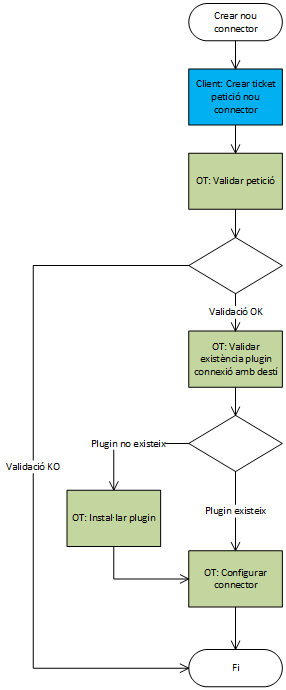 Crear nou
connector
Client: Crear ticket
petició nou
connector
OT: Validar petició
Validació OK
OT: Validar
existència plugin
connexió amb destí
Plugin no existeix
Validació KO
Plugin existeix
OT: Instal·lar plugin
OT: Configurar
connector
Fi